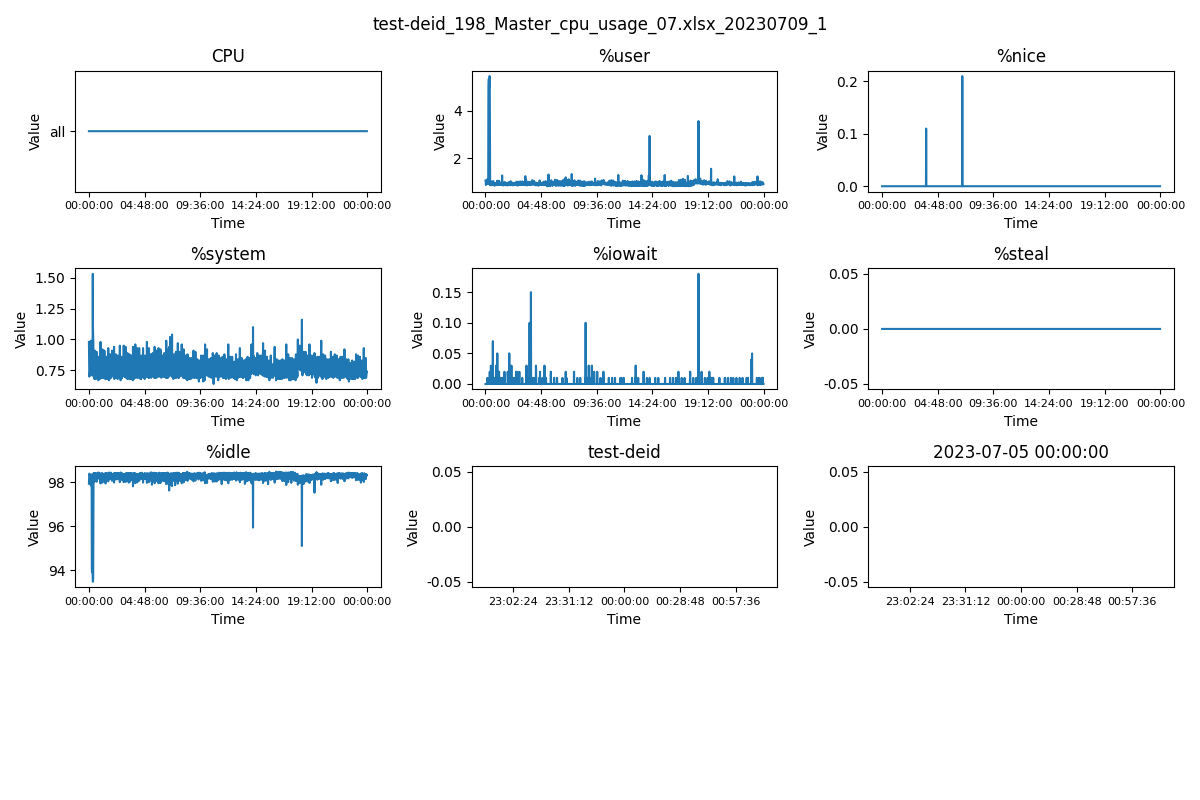 test-deid_198_Master_cpu_usage_07.xlsx_20230709_1
CPU
Value
all
00:00:00 04:48:00 09:36:00 14:24:00 19:12:00 00:00:00
Time
%user
Value
4
2
00:00:00 04:48:00 09:36:00 14:24:00 19:12:00 00:00:00
Time
%nice
Value
0.2
0.1
0.0
00:00:00 04:48:00 09:36:00 14:24:00 19:12:00 00:00:00
Time
%system
Value
1.50
1.25
1.00
0.75
00:00:00 04:48:00 09:36:00 14:24:00 19:12:00 00:00:00
Time
%iowait
Value
0.15
0.10
0.05
0.00
00:00:00 04:48:00 09:36:00 14:24:00 19:12:00 00:00:00
Time
%steal
Value
0.05
0.00
-0.05
00:00:00 04:48:00 09:36:00 14:24:00 19:12:00 00:00:00
Time
%idle
Value
98
96
94
00:00:00 04:48:00 09:36:00 14:24:00 19:12:00 00:00:00
Time
test-deid
Value
0.05
0.00
-0.05
23:02:24 23:31:12 00:00:00 00:28:48 00:57:36
Time
2023-07-05 00:00:00
Value
0.05
0.00
-0.05
23:02:24 23:31:12 00:00:00 00:28:48 00:57:36
Time